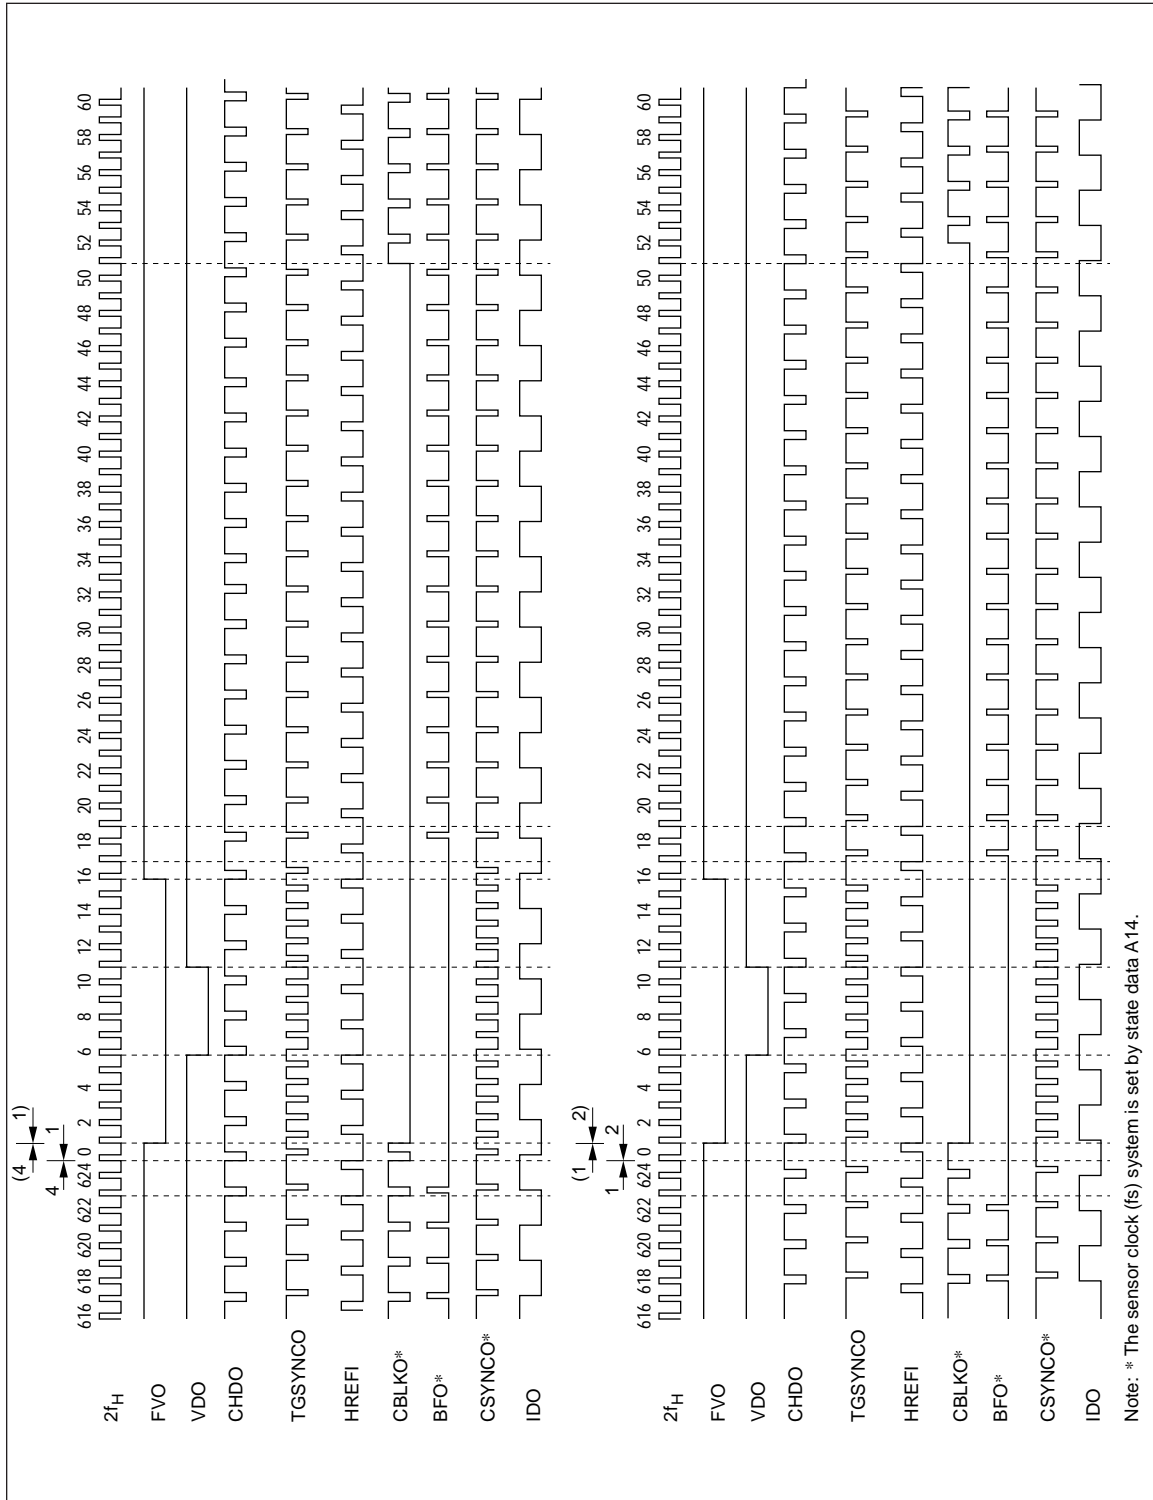 (4 1)
4 1
616 618 620 622 624 0 2 4 6 8 10 12 14 16 18 20 22 24 26 28 30 32 34 36 38 40 42 44 46 48 50 52 54 56 58 60
2fH
FVO
VDO
CHDO
TGSYNCO
HREFI
CBLKO*
BFO*
CSYNCO*
IDO
(1 2)
1 2
616 618 620 622 624 0 2 4 6 8 10 12 14 16 18 20 22 24 26 28 30 32 34 36 38 40 42 44 46 48 50 52 54 56 58 60
2fH
FVO
VDO
CHDO
TGSYNCO
HREFI
CBLKO*
BFO*
CSYNCO*
IDO
Note: * The sensor clock (fs) system is set by state data A14.